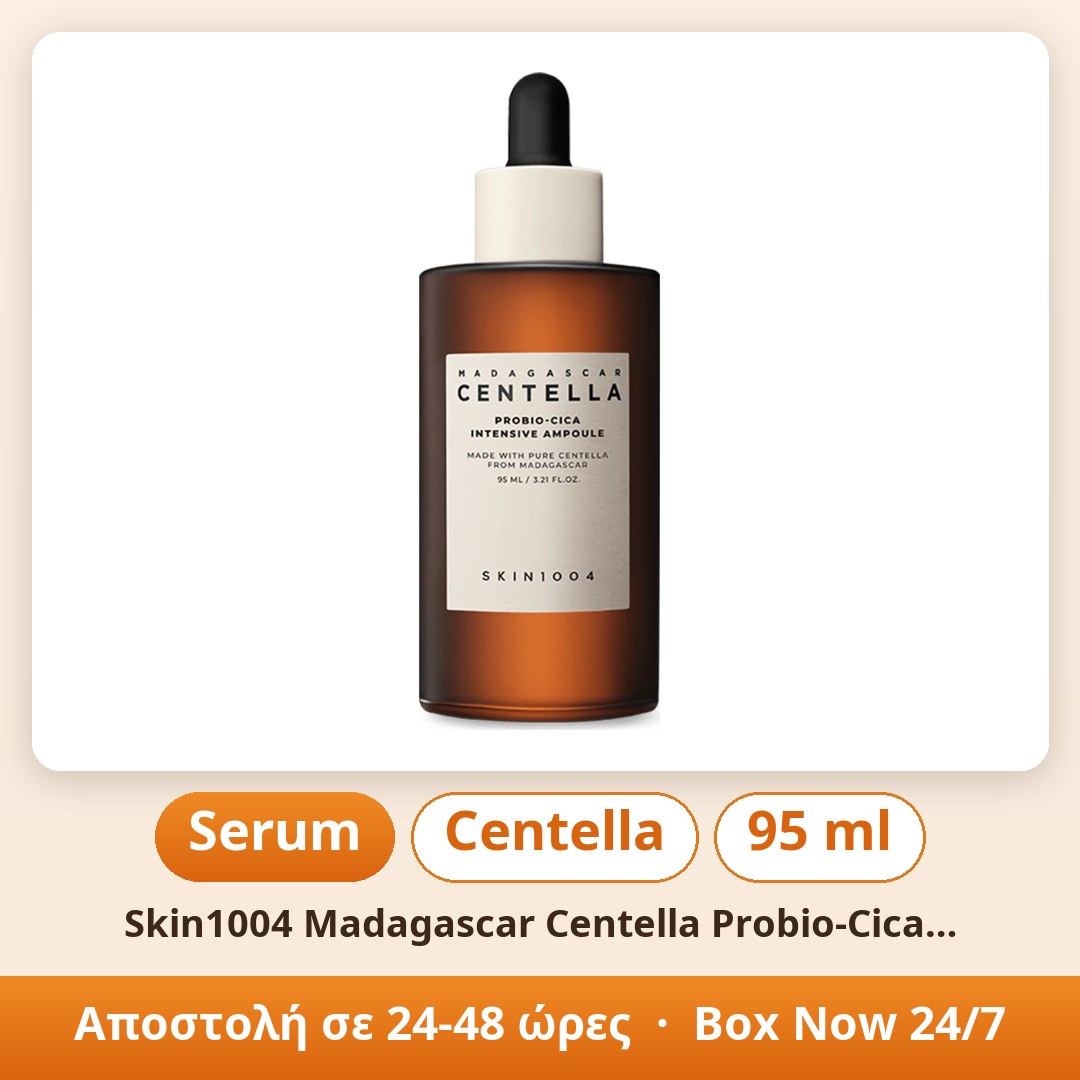 MADAGASCAR
CENTELLA
PROBIO-CICA
INTENSIVE AMPOULE
MADE WITH PURE CENTELLA
FROM MADAGASCAR
95 ML / 3.21 FL.OZ.
SKIN1004
Serum
Centella
95 ml
Skin1004 Madagascar Centella Probio-Cica...
Αποστολή σε 24-48 ώρες · Box Now 24/7